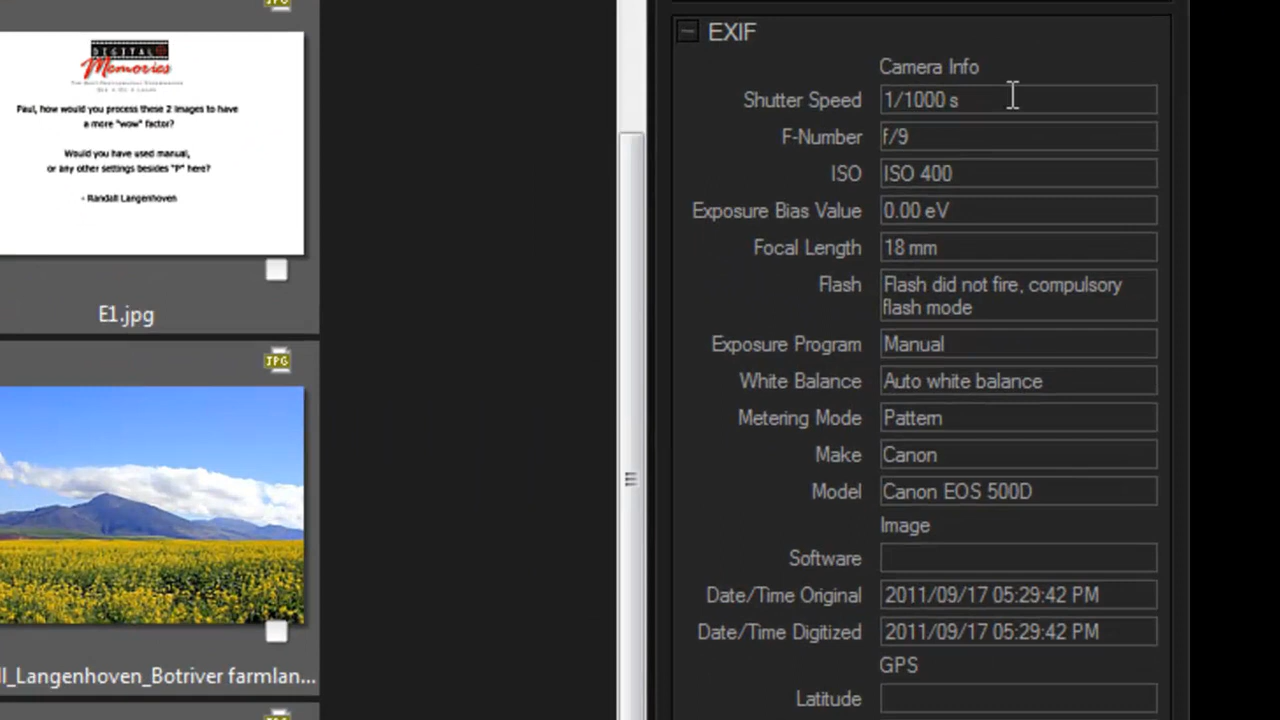 JPG
DIGITAL
Memories
Paul, how would you process these 2 images to have
a more "wow" factor?
Would you have used manual,
or any other settings besides "P" here?
- Randall Langenhoven
E1.jpg
JPG
ll_Langenhoven_Botriver farmlan...
EXIF
Camera Info
Shutter Speed 1/1000 s
F-Number f/9
ISO ISO 400
Exposure Bias Value 0.00 eV
Focal Length 18 mm
Flash Flash did not fire, compulsory
flash mode
Exposure Program Manual
White Balance Auto white balance
Metering Mode Pattern
Make Canon
Model Canon EOS 500D
Image
Software
Date/Time Original 2011/09/17 05:29:42 PM
Date/Time Digitized 2011/09/17 05:29:42 PM
GPS
Latitude